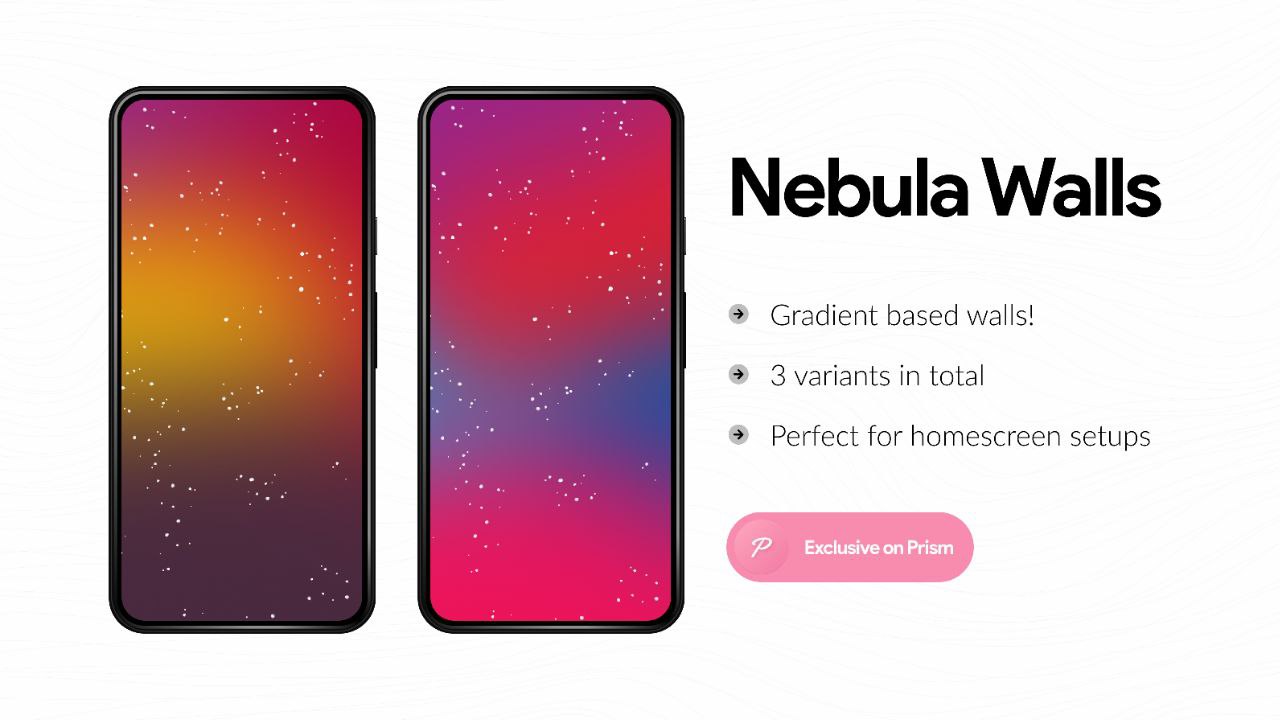 Nebula Walls
Gradient based walls!
3 variants in total
Perfect for homescreen setups
P Exclusive on Prism